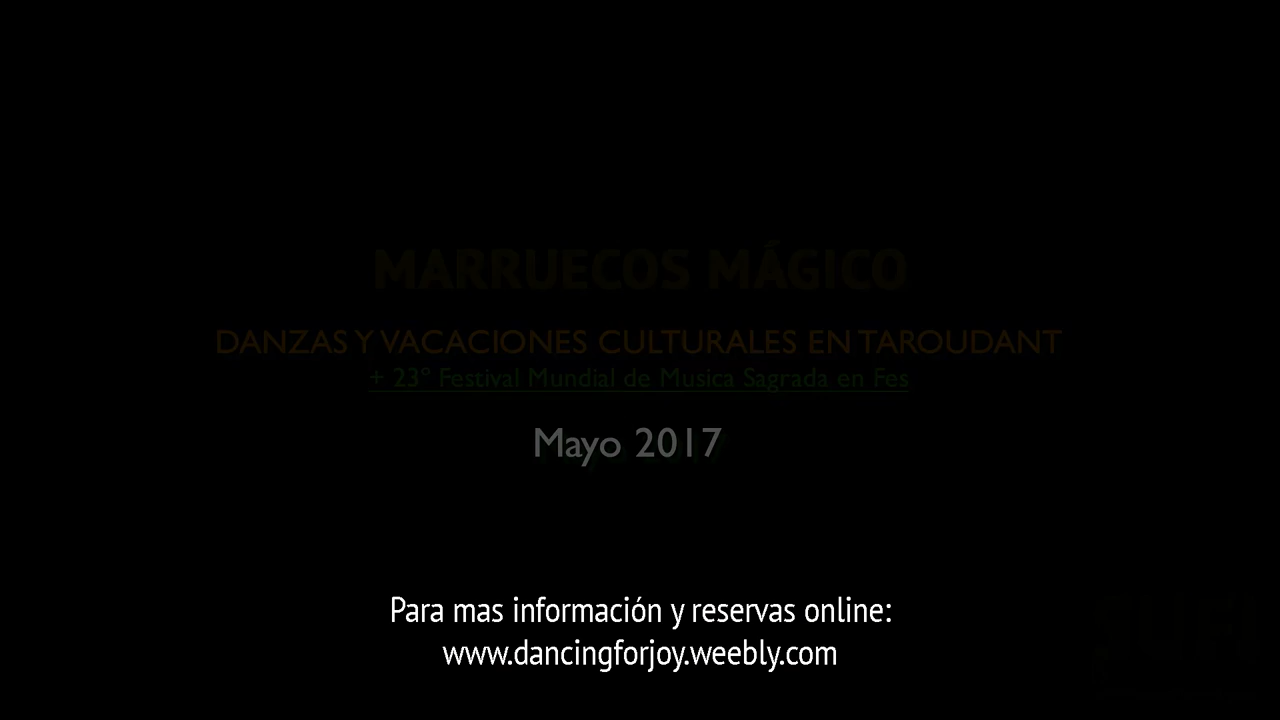 MARRUECOS MÁGICO
DANZAS Y VACACIONES CULTURALES EN TAROUDANT
+ 23º Festival Mundial de Musica Sagrada en Fes
Mayo 2017
Para mas información y reservas online:
www.dancingforjoy.weebly.com